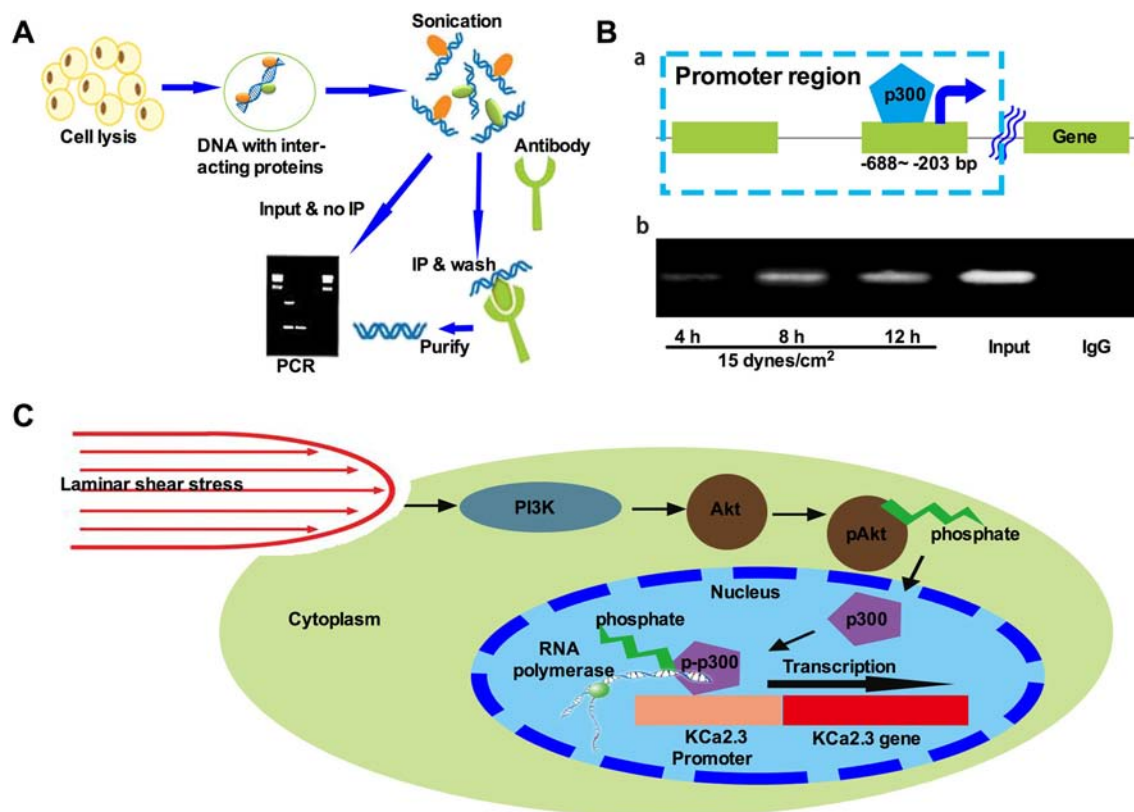 A
Cell lysis
DNA with inter-
acting proteins
Sonication
Antibody
Input & no IP
IP & wash
Purify
PCR
B
a
Promoter region
p300
-688~ -203 bp
Gene
b
4 h
8 h
12 h
Input
IgG
15 dynes/cm²
C
Laminar shear stress
PI3K
Akt
pAkt
phosphate
Cytoplasm
Nucleus
p300
phosphate
RNA
polymerase
p-p300
Transcription
KCa2.3
Promoter
KCa2.3 gene